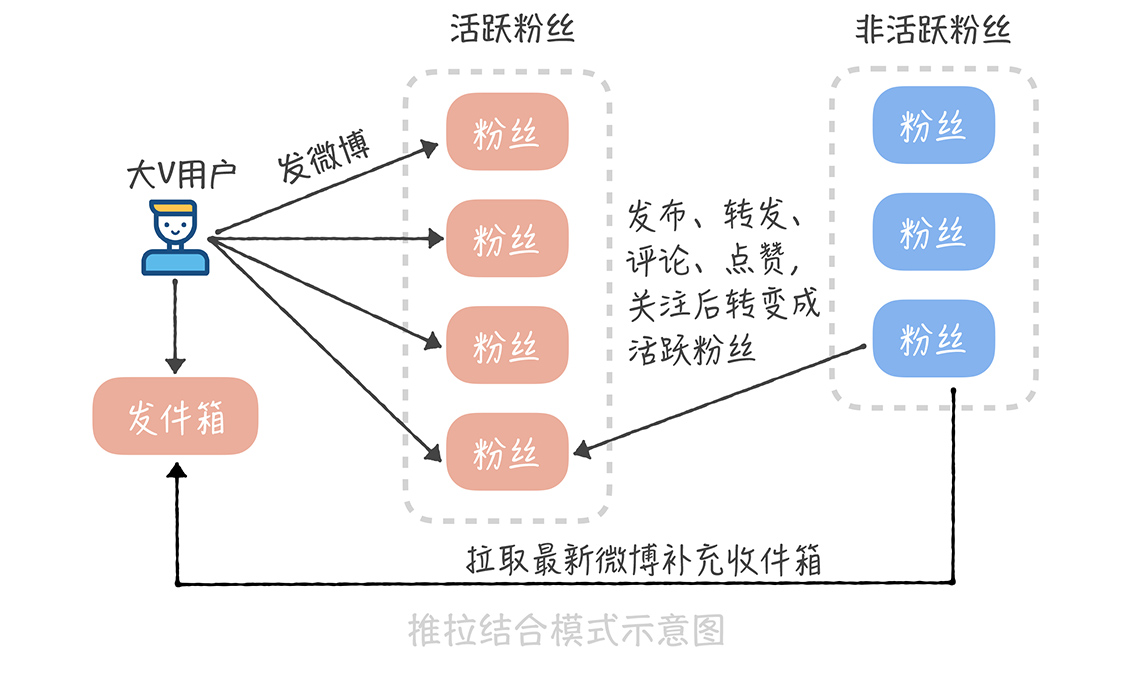 活跃粉丝
非活跃粉丝
大V用户
发微博
粉丝
粉丝
粉丝
粉丝
发布、转发、
评论、点赞,
关注后转变成
活跃粉丝
粉丝
粉丝
粉丝
发件箱
拉取最新微博补充收件箱
推拉结合模式示意图